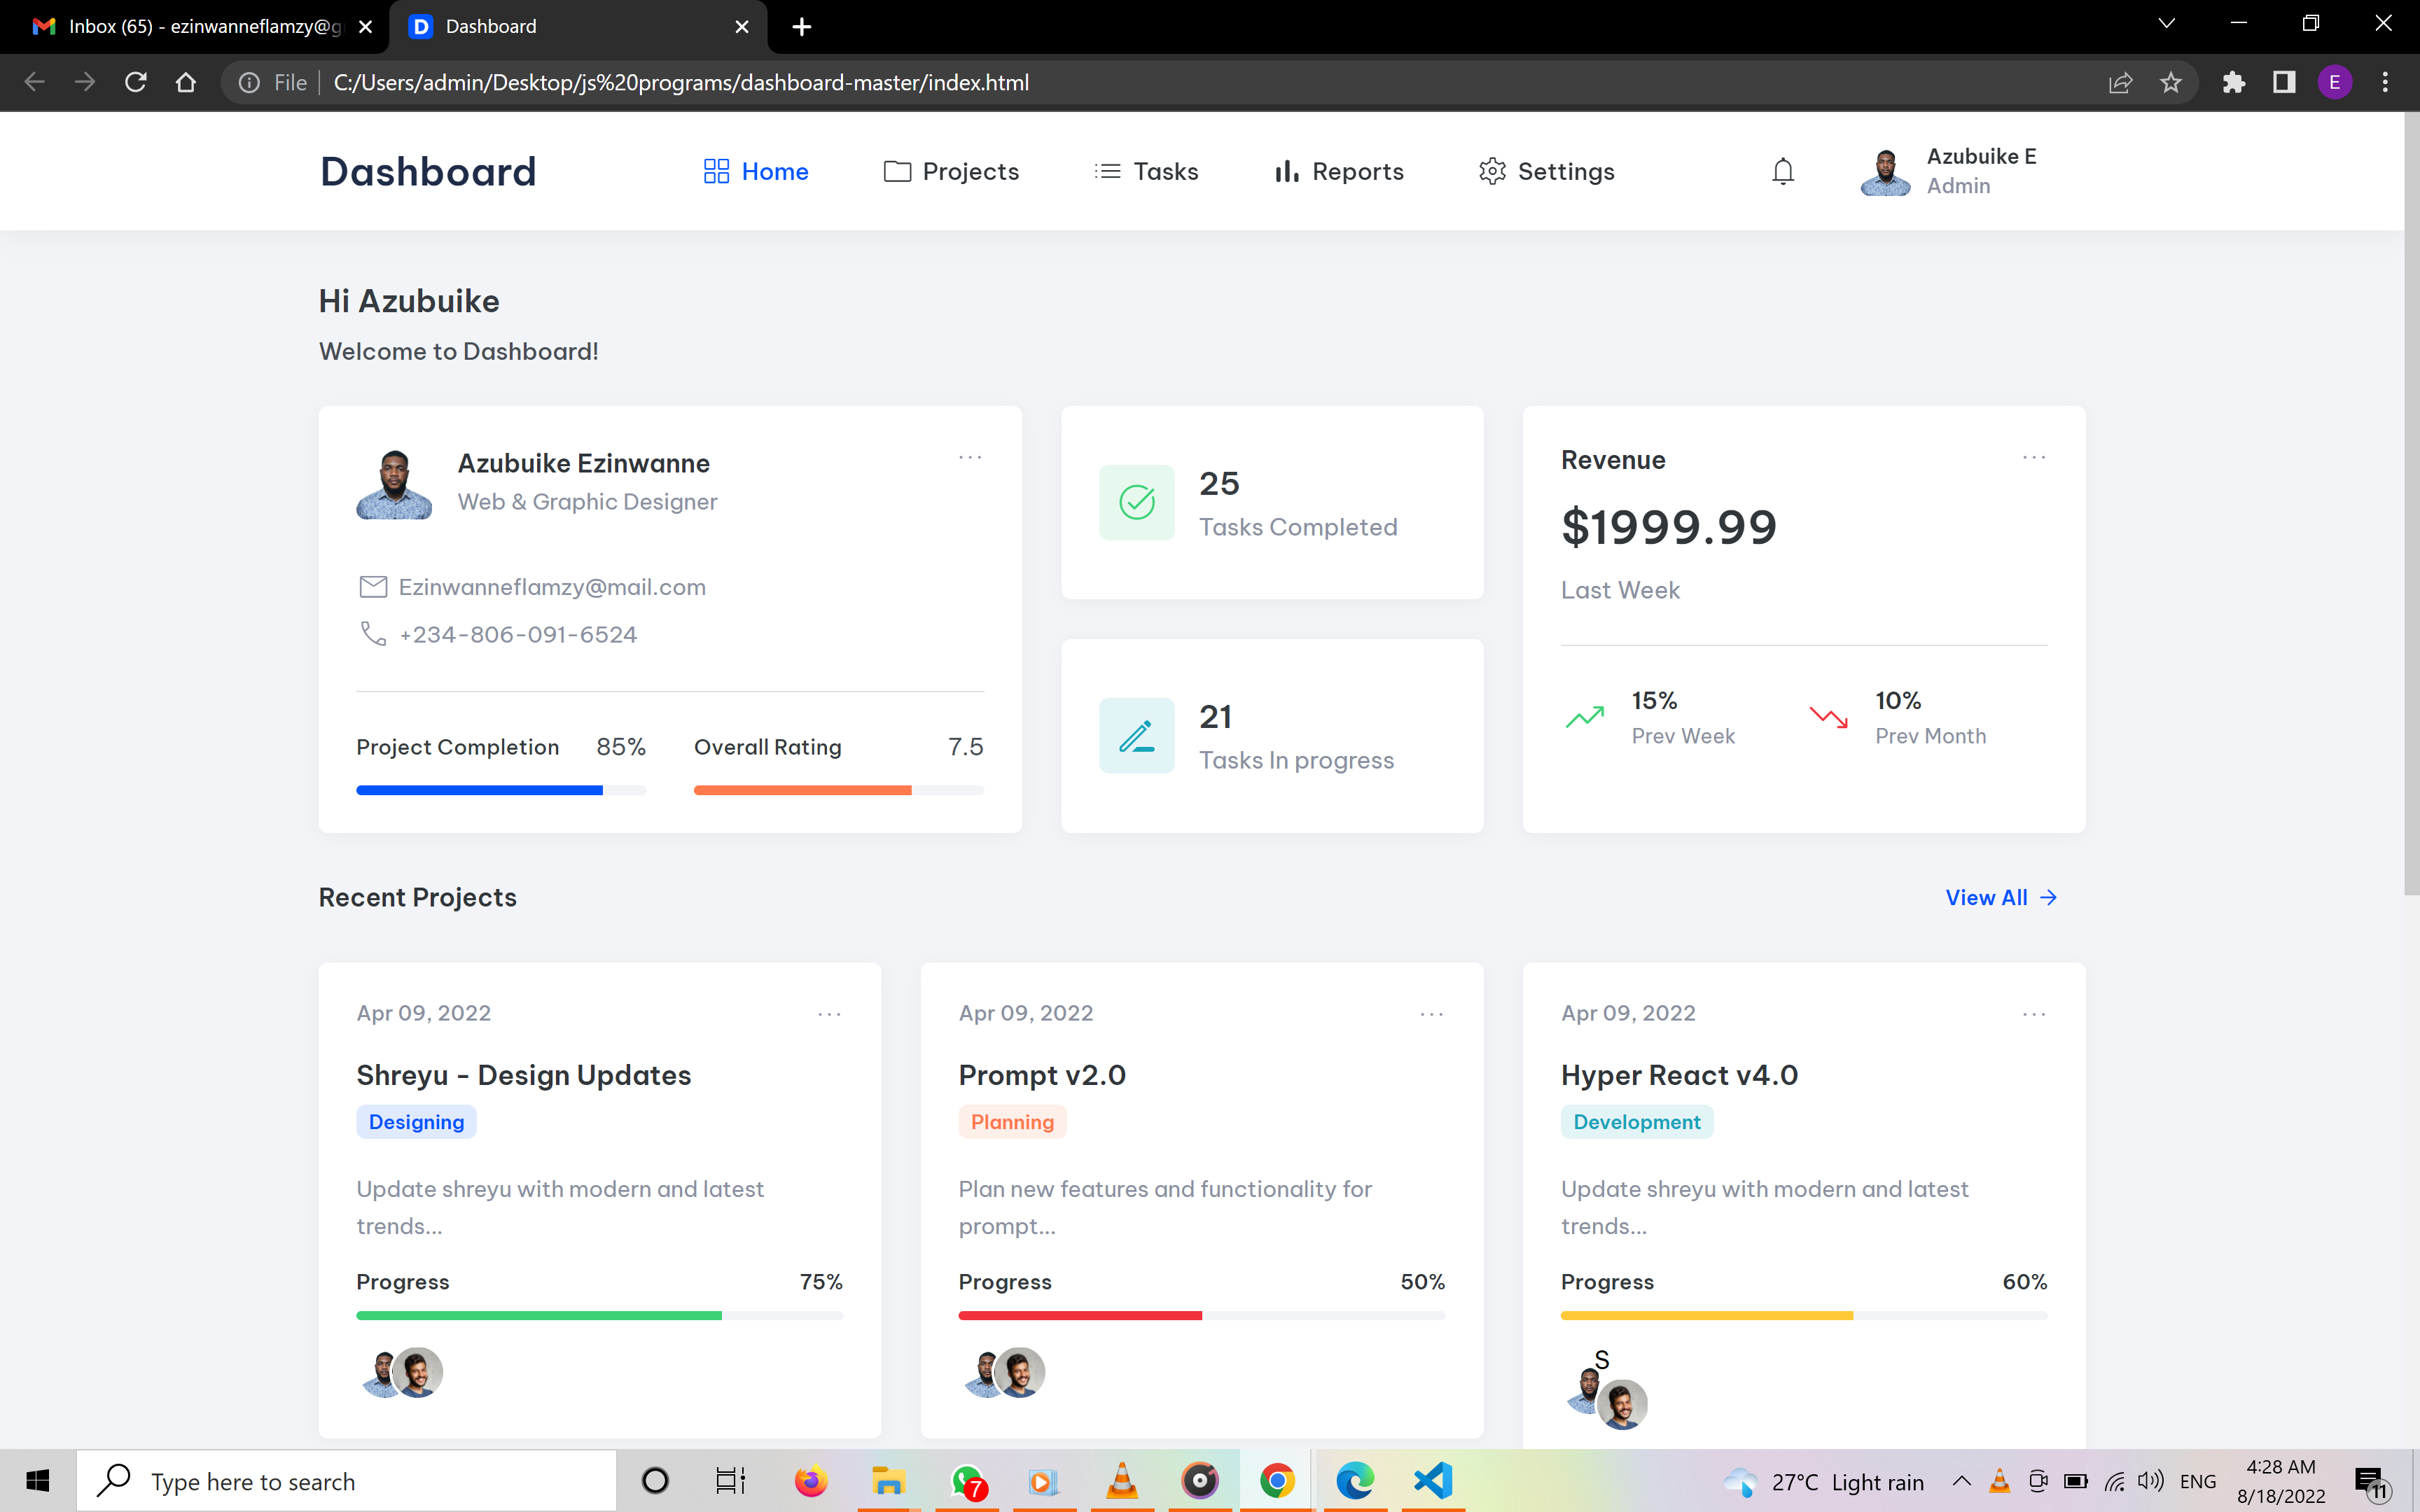 Inbox (65) - ezinwanneflamzy@g
Dashboard
File
C:/Users/admin/Desktop/js%20programs/dashboard-master/index.html
E
Dashboard
Home
Projects
Tasks
Reports
Settings
Azubuike E
Admin
Hi Azubuike
Welcome to Dashboard!
Azubuike Ezinwanne
Web & Graphic Designer
...
Ezinwanneflamzy@mail.com
+234-806-091-6524
Project Completion 85%
Overall Rating 7.5
25
Tasks Completed
21
Tasks In progress
Revenue
...
$1999.99
Last Week
15%
Prev Week
10%
Prev Month
Recent Projects
View All →
Apr 09, 2022 ...
Shreyu - Design Updates
Designing
Update shreyu with modern and latest
trends...
Progress 75%
Apr 09, 2022 ...
Prompt v2.0
Planning
Plan new features and functionality for
prompt...
Progress 50%
Apr 09, 2022 ...
Hyper React v4.0
Development
Update shreyu with modern and latest
trends...
Progress 60%
S
Type here to search
7
27°C Light rain
ENG
4:28 AM
8/18/2022
11